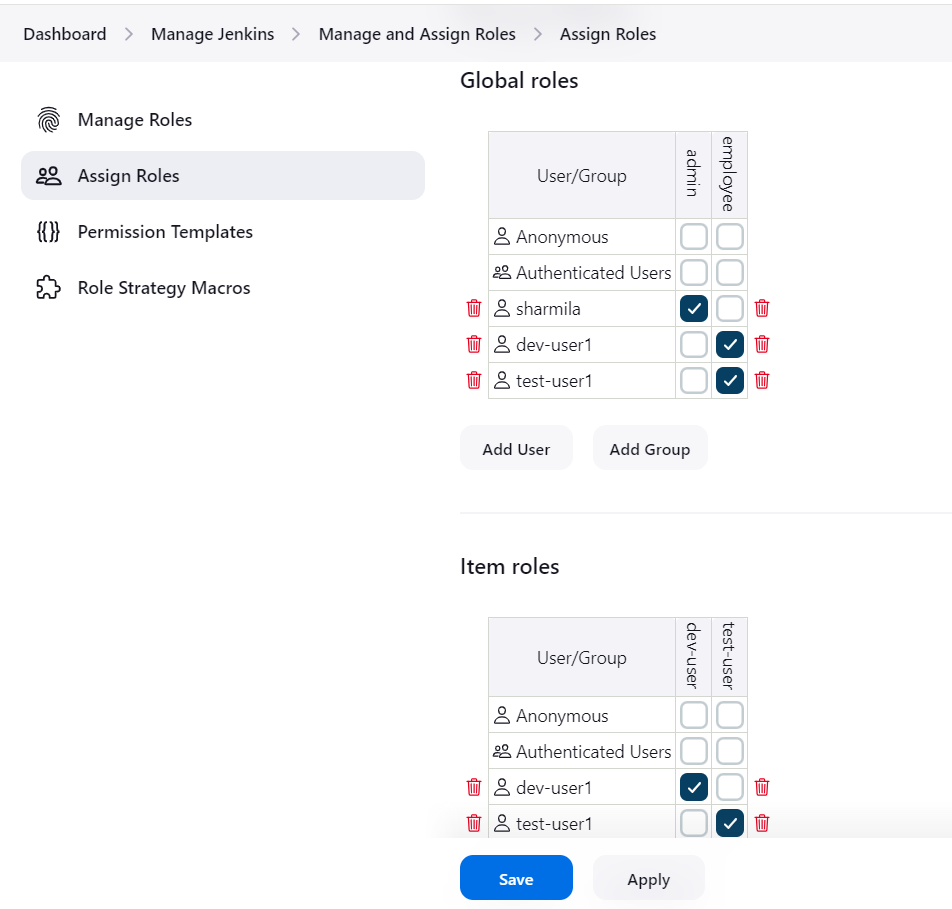 Dashboard > Manage Jenkins > Manage and Assign Roles > Assign Roles
Manage Roles
Assign Roles
Permission Templates
Role Strategy Macros
Global roles
User/Group admin employee
Anonymous
Authenticated Users
sharmila
dev-user1
test-user1
Add User Add Group
Item roles
User/Group dev-user test-user
Anonymous
Authenticated Users
dev-user1
test-user1
Save Apply